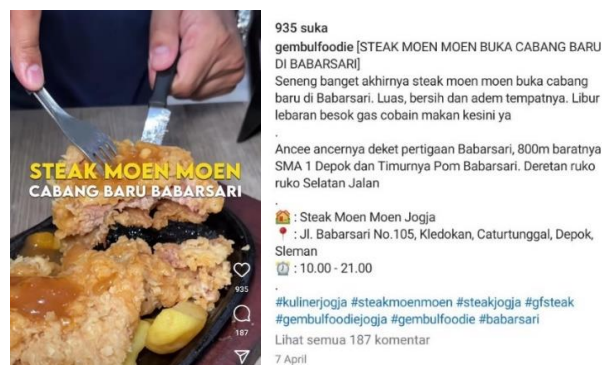 STEAK MOEN MOEN
CABANG BARU BABARSARI
935
187
935 suka
gembulfoodie [STEAK MOEN MOEN BUKA CABANG BARU
DI BABARSARI]
Seneng banget akhirnya steak moen moen buka cabang
baru di Babarsari. Luas, bersih dan adem tempatnya. Libur
lebaran besok gas cobain makan kesini ya
.
Ancee ancernya deket pertigaan Babarsari, 800m baratnya
SMA 1 Depok dan Timurnya Pom Babarsari. Deretan ruko
ruko Selatan Jalan
.
🏠 : Steak Moen Moen Jogja
📍 : Jl. Babarsari No.105, Kledokan, Caturtunggal, Depok,
Sleman
⏰ : 10.00 - 21.00
.
#kulinerjogja #steakmoenmoen #steakjogja #gfsteak
#gembulfoodiejogja #gembulfoodie #babarsari
Lihat semua 187 komentar
7 April